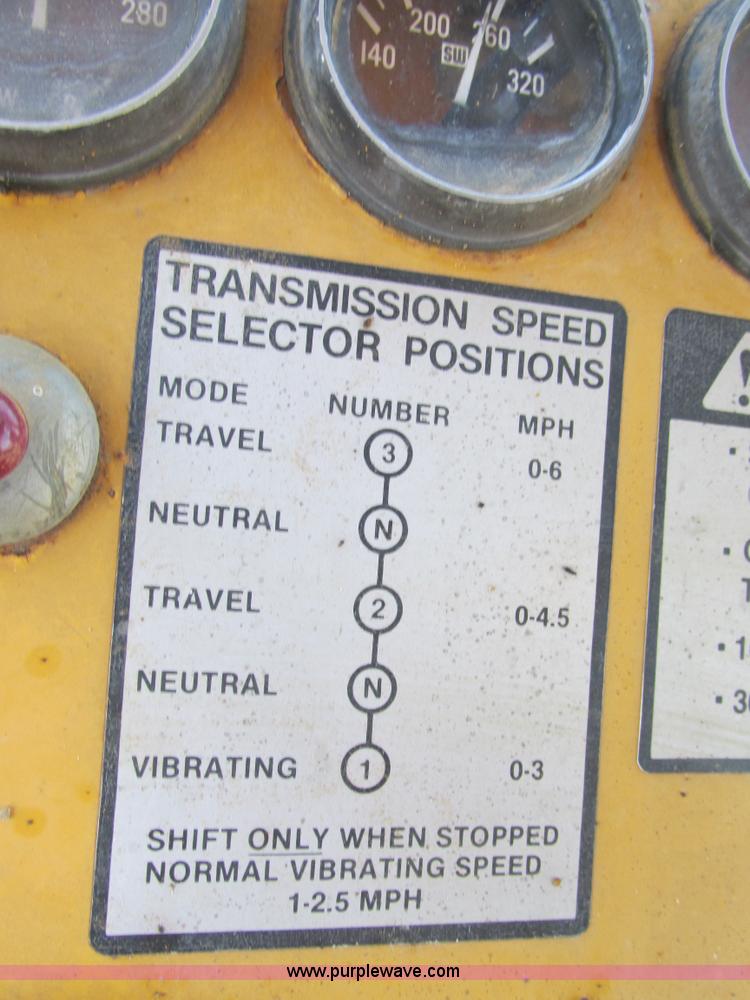 280
200 260
140 SW
320
TRANSMISSION SPEED
SELECTOR POSITIONS
MODE NUMBER MPH
TRAVEL 3 0-6
NEUTRAL N
TRAVEL 2 0-4.5
NEUTRAL N
VIBRATING 1 0-3
SHIFT ONLY WHEN STOPPED
NORMAL VIBRATING SPEED
1-2.5 MPH
www.purplewave.com